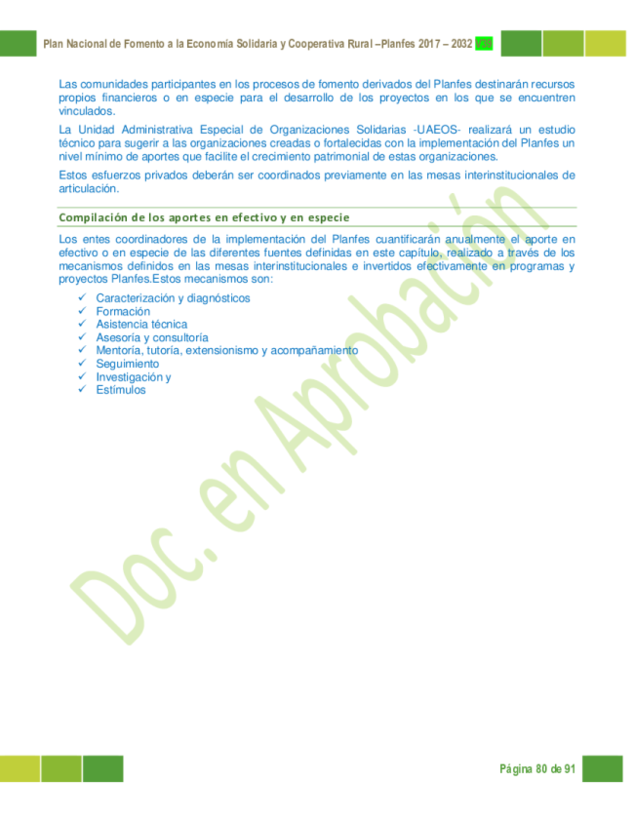 Plan Nacional de Fomento a la Economía Solidaria y Cooperativa Rural –Planfes 2017 – 2032 V39
Las comunidades participantes en los procesos de fomento derivados del Planfes destinarán recursos
propios financieros o en especie para el desarrollo de los proyectos en los que se encuentren
vinculados.
La Unidad Administrativa Especial de Organizaciones Solidarias -UAEOS- realizará un estudio
técnico para sugerir a las organizaciones creadas o fortalecidas con la implementación del Planfes un
nivel mínimo de aportes que facilite el crecimiento patrimonial de estas organizaciones.
Estos esfuerzos privados deberán ser coordinados previamente en las mesas interinstitucionales de
articulación.
Compilación de los aportes en efectivo y en especie
Los entes coordinadores de la implementación del Planfes cuantificarán anualmente el aporte en
efectivo o en especie de las diferentes fuentes definidas en este capítulo, realizado a través de los
mecanismos definidos en las mesas interinstitucionales e invertidos efectivamente en programas y
proyectos Planfes.Estos mecanismos son:
✓ Caracterización y diagnósticos
✓ Formación
✓ Asistencia técnica
✓ Asesoría y consultoría
✓ Mentoría, tutoría, extensionismo y acompañamiento
✓ Seguimiento
✓ Investigación y
✓ Estímulos
Doc. en Aprobación
Página 80 de 91